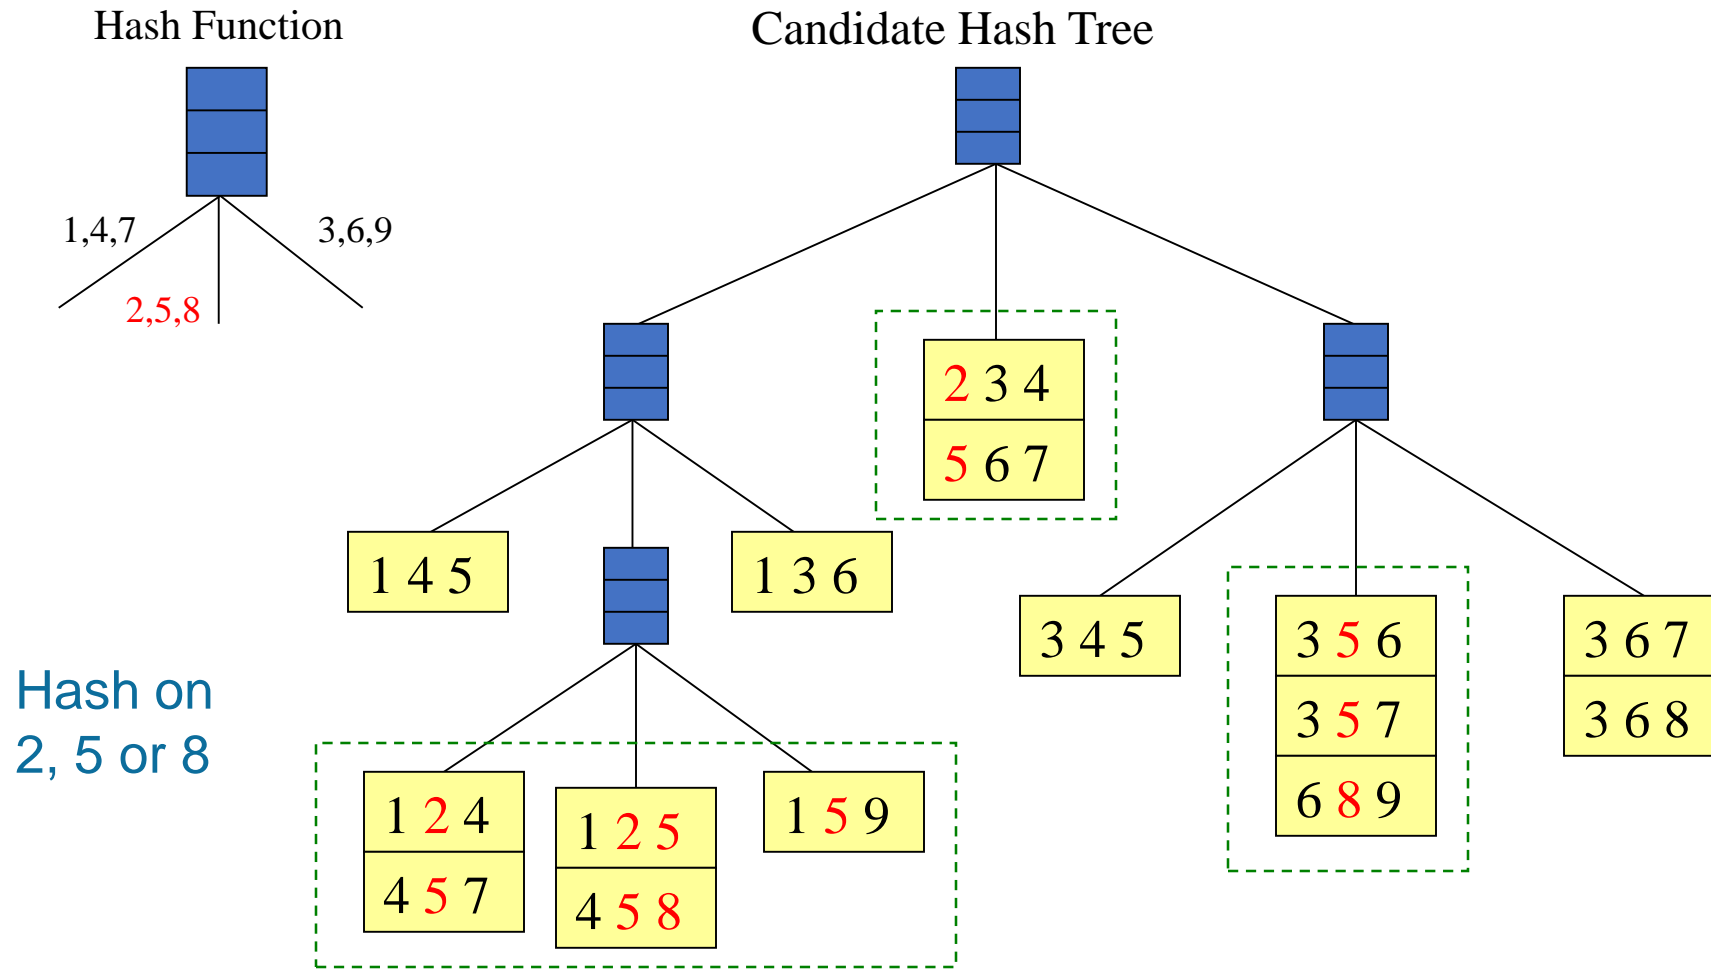 Hash Function
Candidate Hash Tree
1,4,7
3,6,9
2,5,8
2 3 4
5 6 7
1 4 5
1 3 6
3 4 5
3 5 6
3 5 7
6 8 9
3 6 7
3 6 8
Hash on
2, 5 or 8
1 2 4
4 5 7
1 2 5
4 5 8
1 5 9